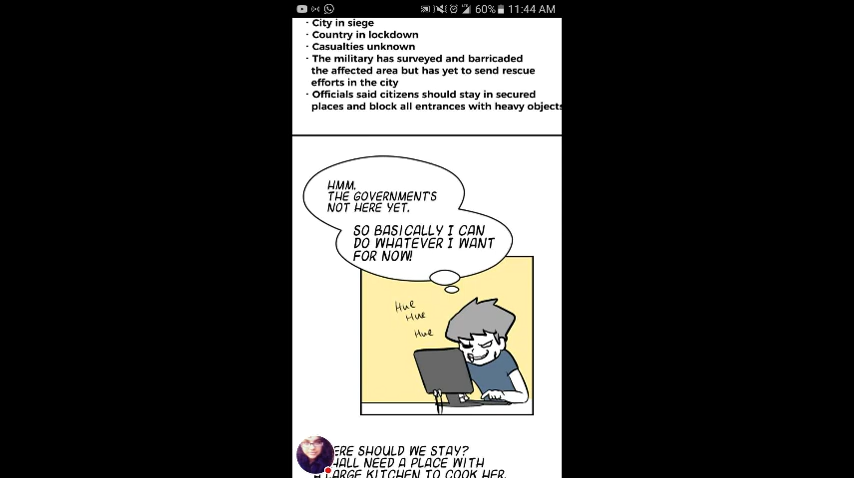 60% 11:44 AM
· City in siege
· Country in lockdown
· Casualties unknown
· The military has surveyed and barricaded
the affected area but has yet to send rescue
efforts in the city
· Officials said citizens should stay in secured
places and block all entrances with heavy objects
HMM.
THE GOVERNMENT'S
NOT HERE YET.
SO BASICALLY I CAN
DO WHATEVER I WANT
FOR NOW!
HUE
HUE
HUE
SHOULD WE STAY?
NEED A PLACE WITH
KITCHEN TO COOK HER.